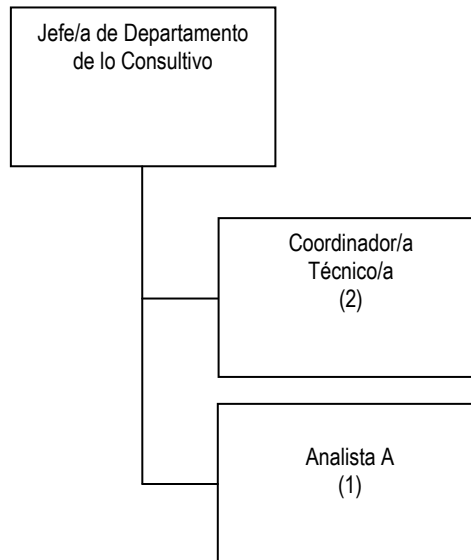 Jefe/a de Departamento
de lo Consultivo
Coordinador/a
Técnico/a
(2)
Analista A
(1)